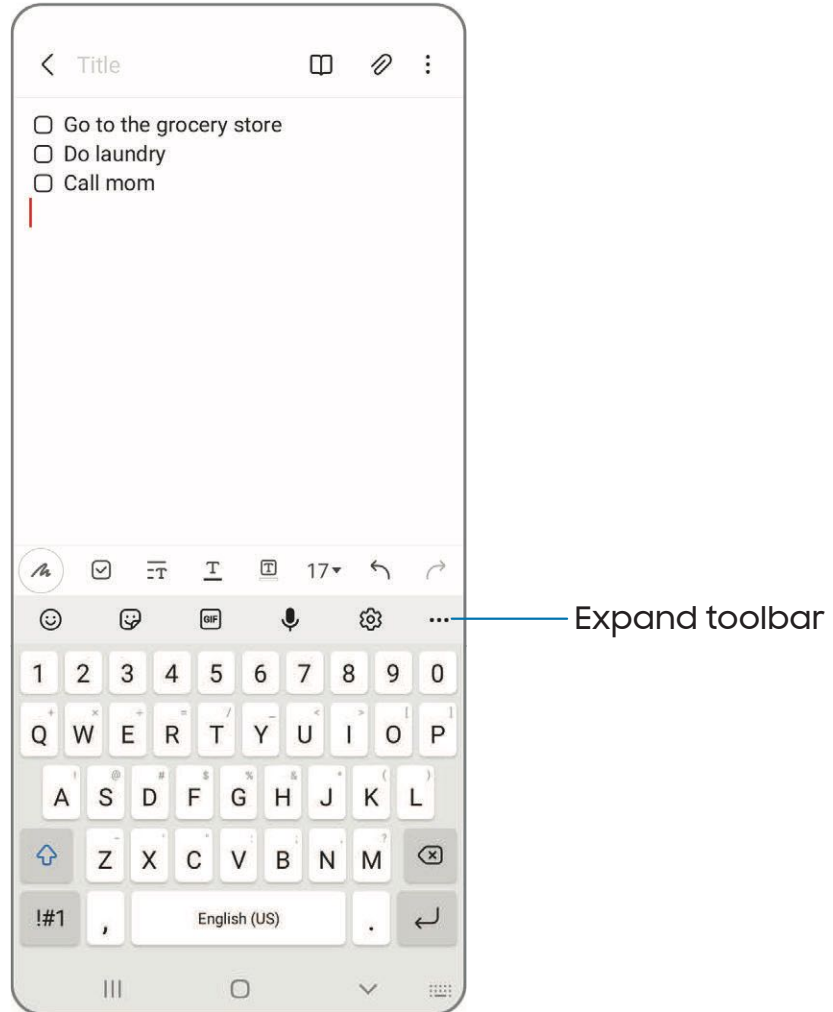 Title
Go to the grocery store
Do laundry
Call mom
T T T 17
GIF
Expand toolbar
1 2 3 4 5 6 7 8 9 0
+ × ÷ = / _ < > [ ]
Q W E R T Y U I O P
! @ # $ % & * ( )
A S D F G H J K L
- ' " : ; , ?
Z X C V B N M
!#1 , English (US) .